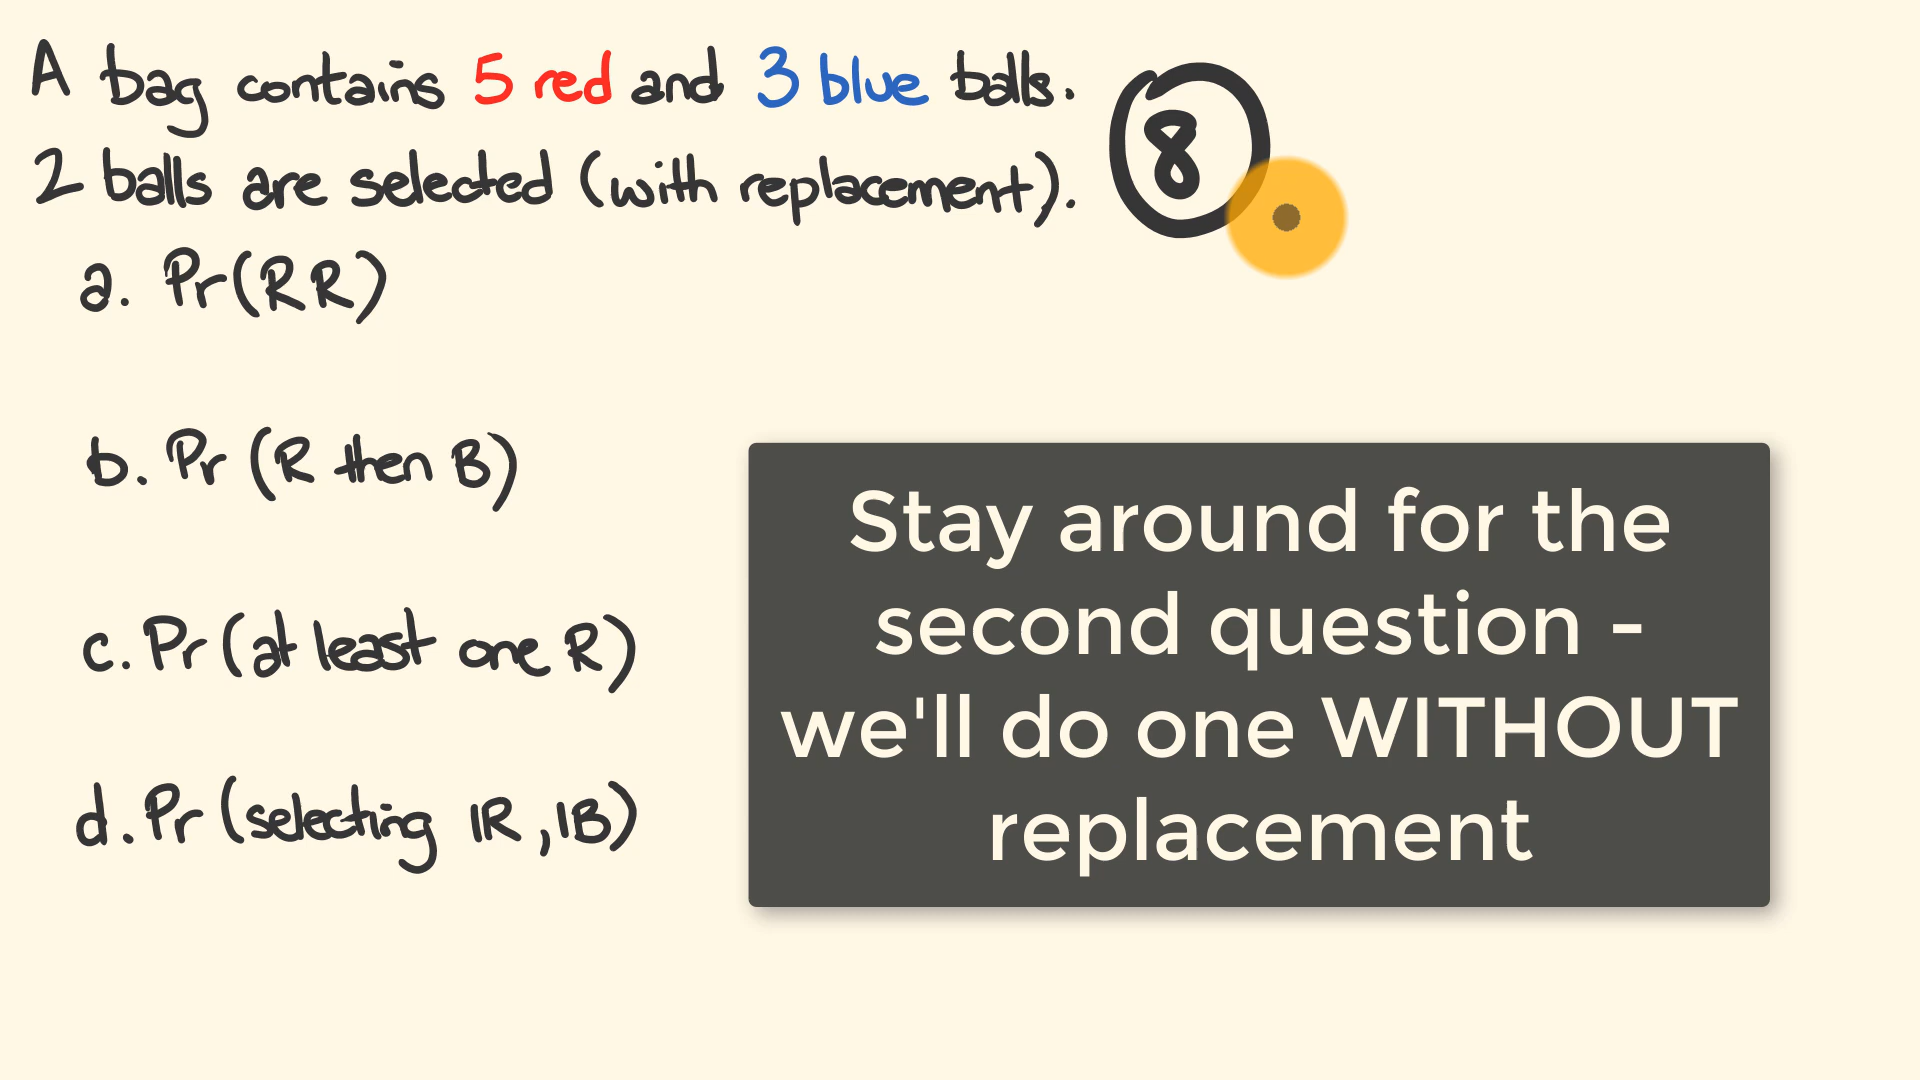 A bag contains 5 red and 3 blue balls.
8
2 balls are selected (with replacement).
a. Pr(RR)
b. Pr (R then B)
c. Pr (at least one R)
d. Pr (selecting 1R, 1B)
Stay around for the
second question -
we'll do one WITHOUT
replacement